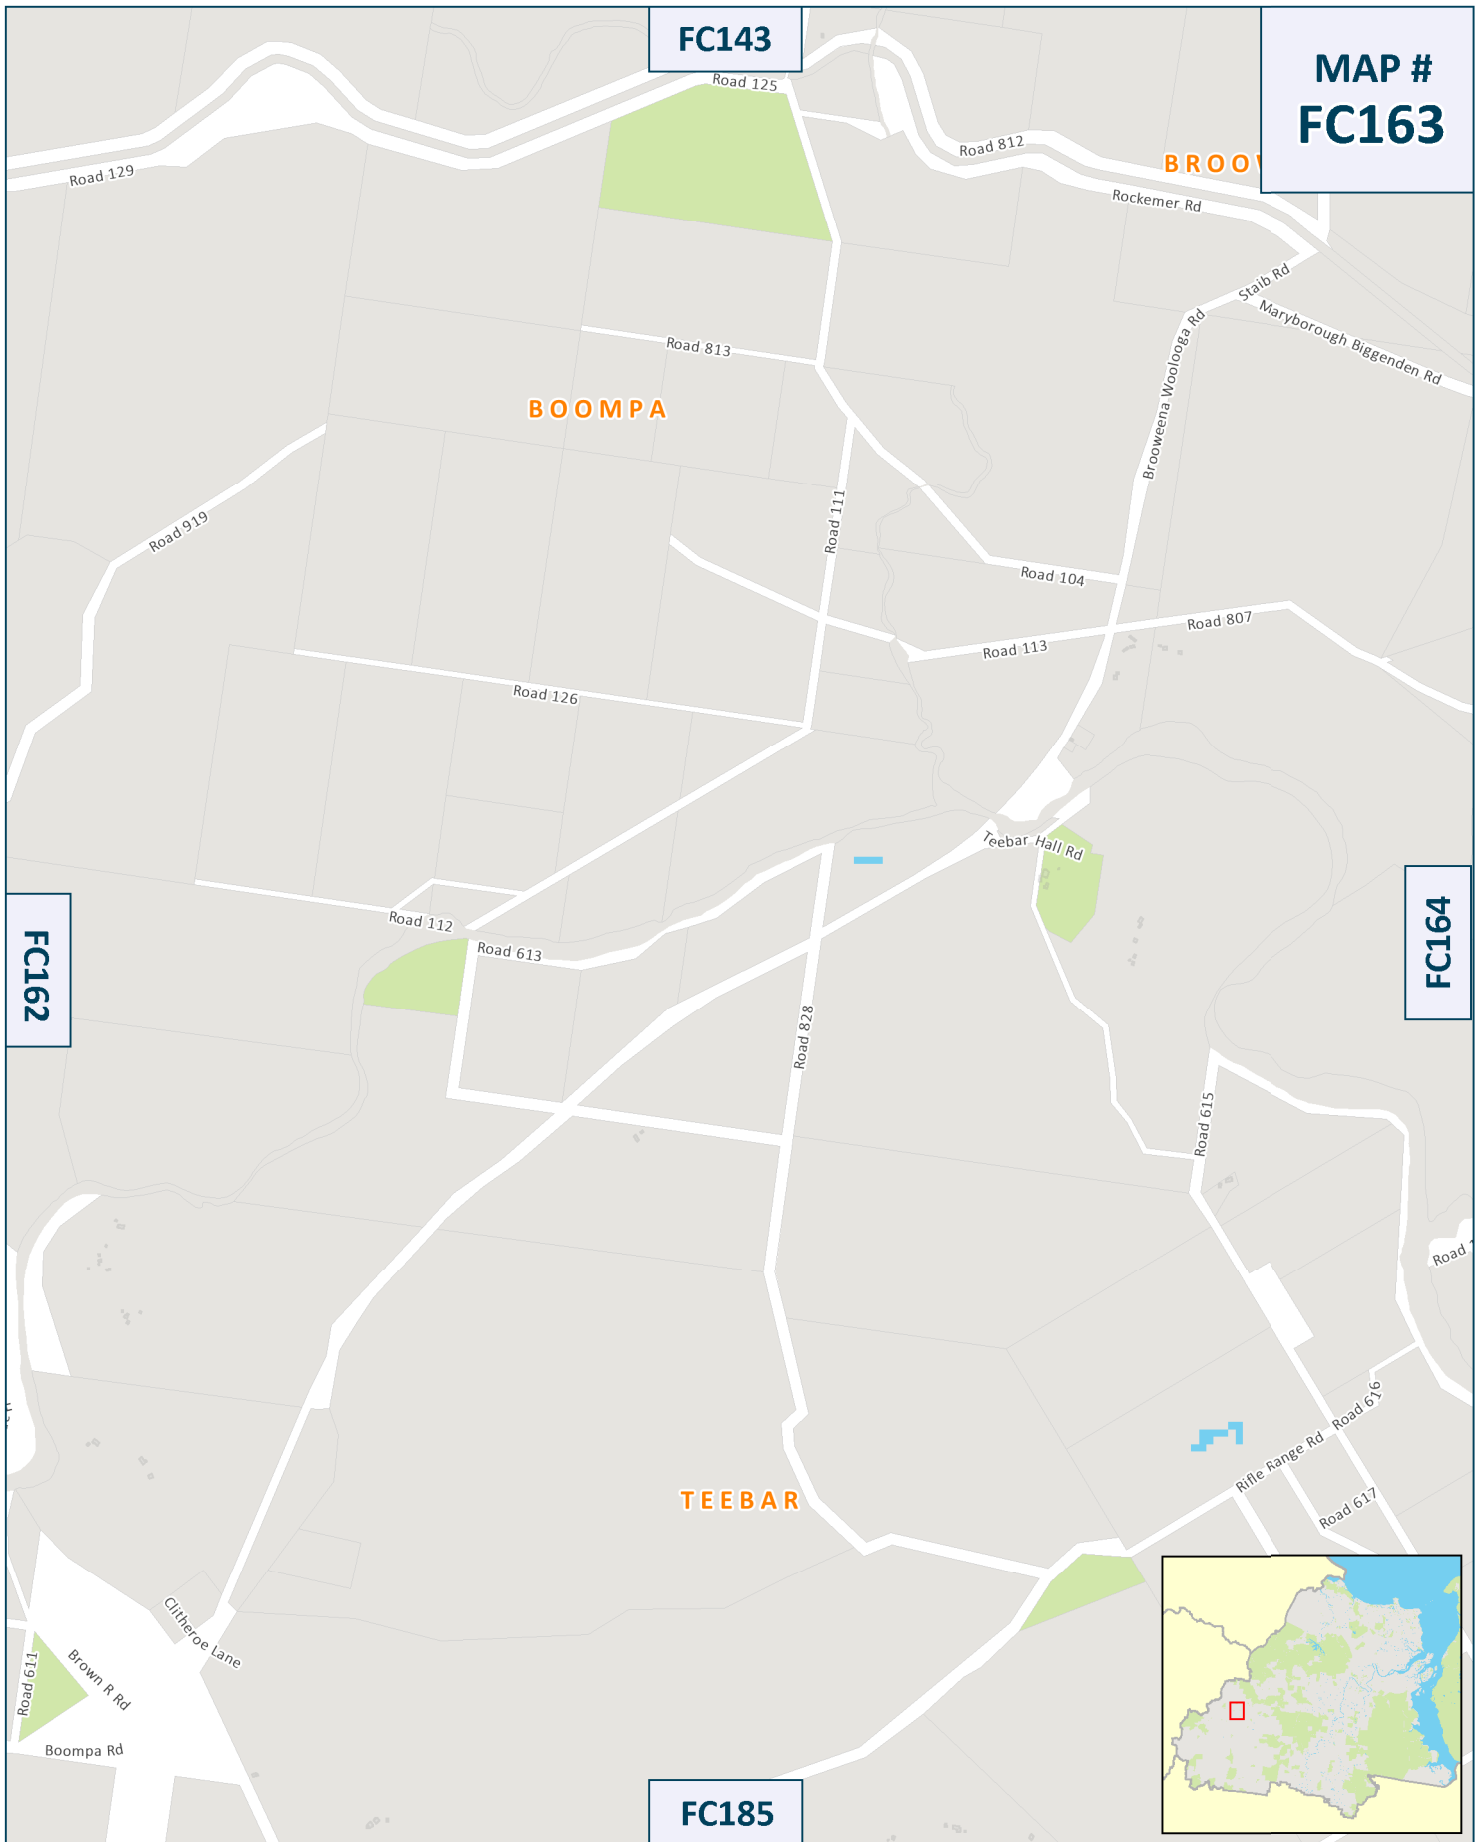 FC143
MAP #
FC163
Road 125
Road 129
Road 812
Rockemer Rd
Staib Rd
Maryborough Biggenden Rd
Brooweena Woolooga Rd
Road 813
BOOMPA
Road 919
Road 111
Road 104
Road 807
Road 113
Road 126
Teebar Hall Rd
Road 112
Road 613
FC162
FC164
Road 828
Road 615
Road
Road 616
Rifle Range Rd
Road 617
TEEBAR
Clitheroe Lane
Brown R Rd
Road 611
Boompa Rd
FC185